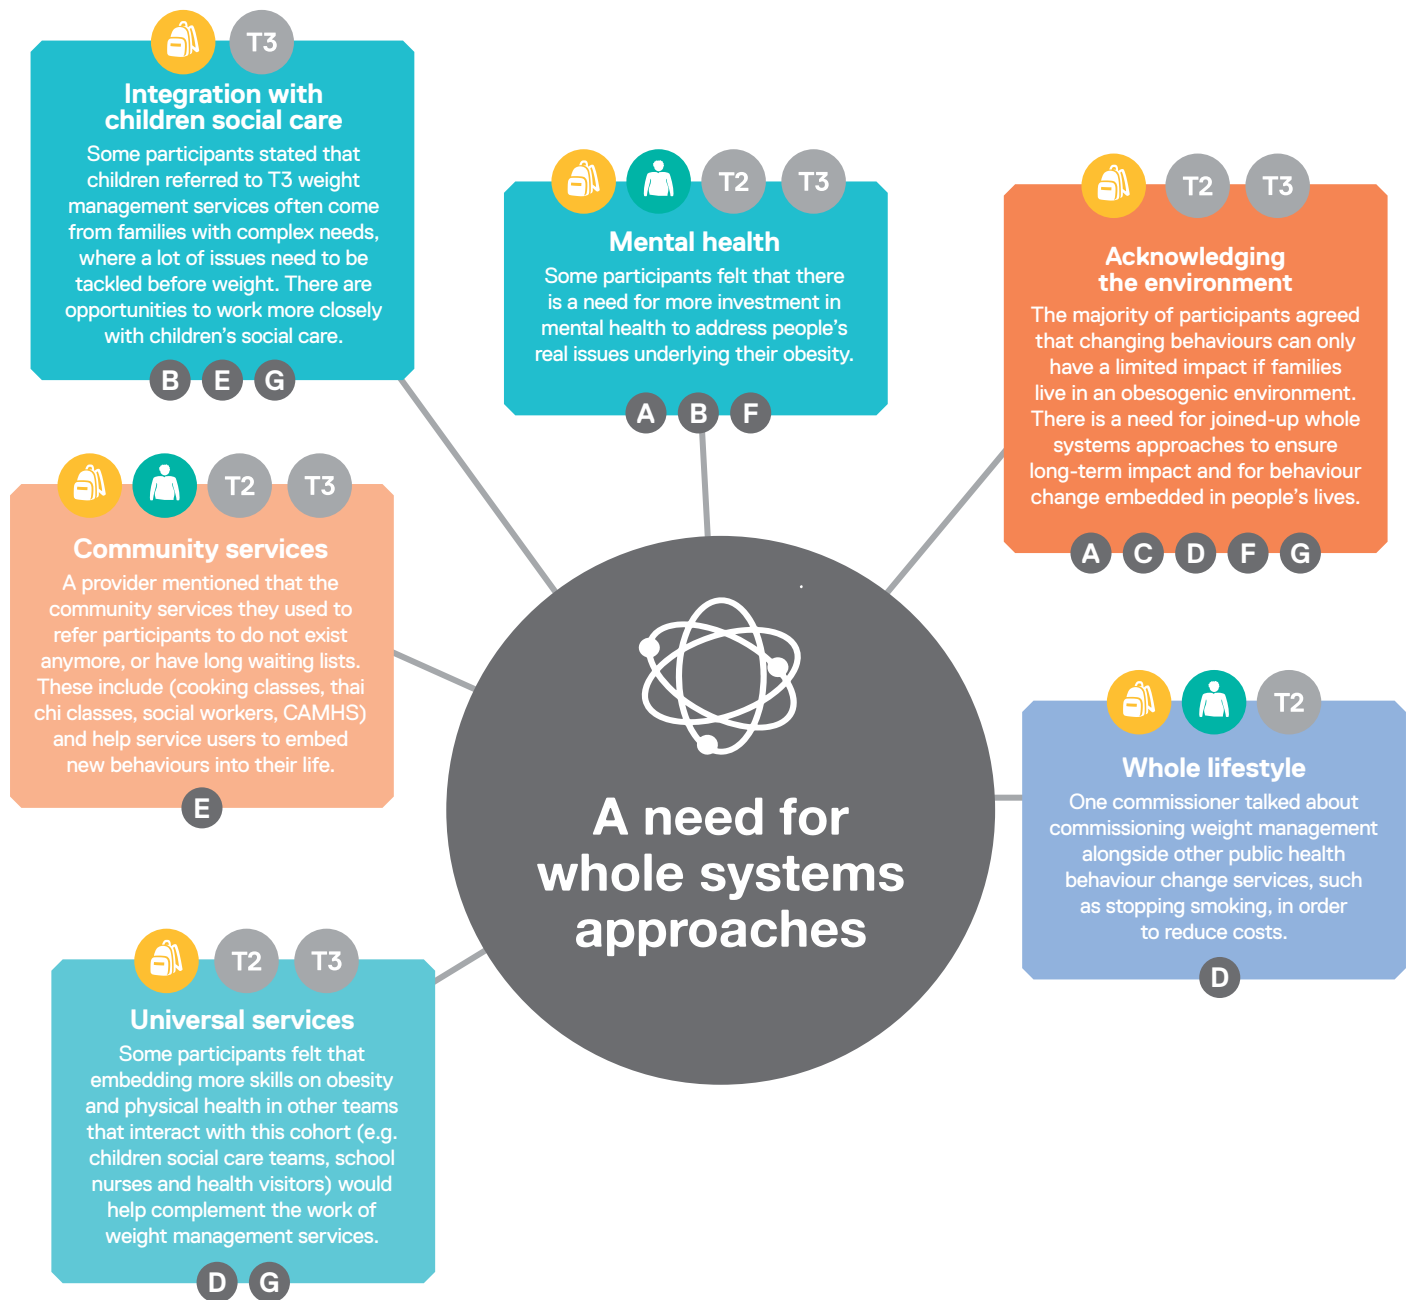 T3
Integration with
children social care
Some participants stated that
children referred to T3 weight
management services often come
from families with complex needs,
where a lot of issues need to be
tackled before weight. There are
opportunities to work more closely
with children's social care.
B E G
T2 T3
Mental health
Some participants felt that there
is a need for more investment in
mental health to address people's
real issues underlying their obesity.
A B F
T2 T3
Acknowledging
the environment
The majority of participants agreed
that changing behaviours can only
have a limited impact if families
live in an obesogenic environment.
There is a need for joined-up whole
systems approaches to ensure
long-term impact and for behaviour
change embedded in people's lives.
A C D F G
T2 T3
Community services
A provider mentioned that the
community services they used to
refer participants to do not exist
anymore, or have long waiting lists.
These include (cooking classes, thai
chi classes, social workers, CAMHS)
and help service users to embed
new behaviours into their life.
E
A need for
whole systems
approaches
T2
Whole lifestyle
One commissioner talked about
commissioning weight management
alongside other public health
behaviour change services, such
as stopping smoking, in order
to reduce costs.
D
T2 T3
Universal services
Some participants felt that
embedding more skills on obesity
and physical health in other teams
that interact with this cohort (e.g.
children social care teams, school
nurses and health visitors) would
help complement the work of
weight management services.
D G